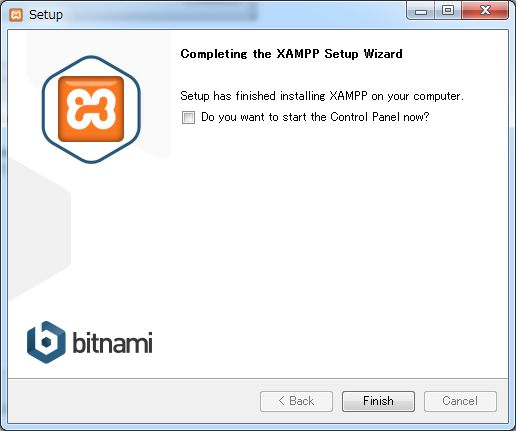 Setup
Completing the XAMPP Setup Wizard
Setup has finished installing XAMPP on your computer.
Do you want to start the Control Panel now?
bitnami
< Back
Finish
Cancel